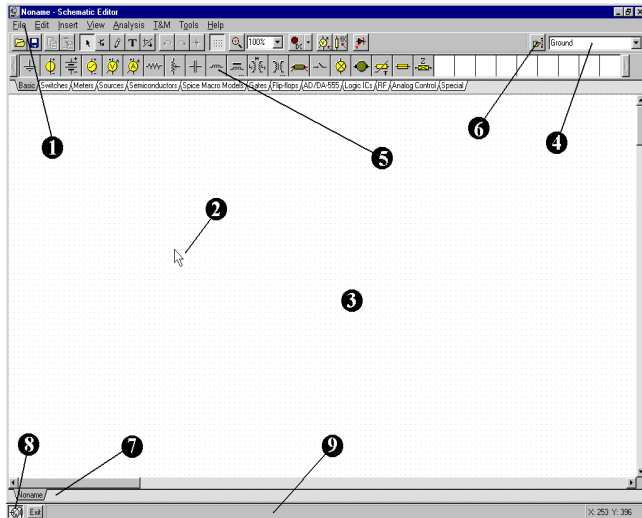 Noname - Schematic Editor
File Edit Insert View Analysis T&M Tools Help
100%
DC
Ground
Basic Switches Meters Sources Semiconductors Spice Macro Models Gates Flip-flops AD/DA-555 Logic ICs RF Analog Control Special
1
5
6
4
2
3
8
7
9
Noname
Exit
X: 253 Y: 396